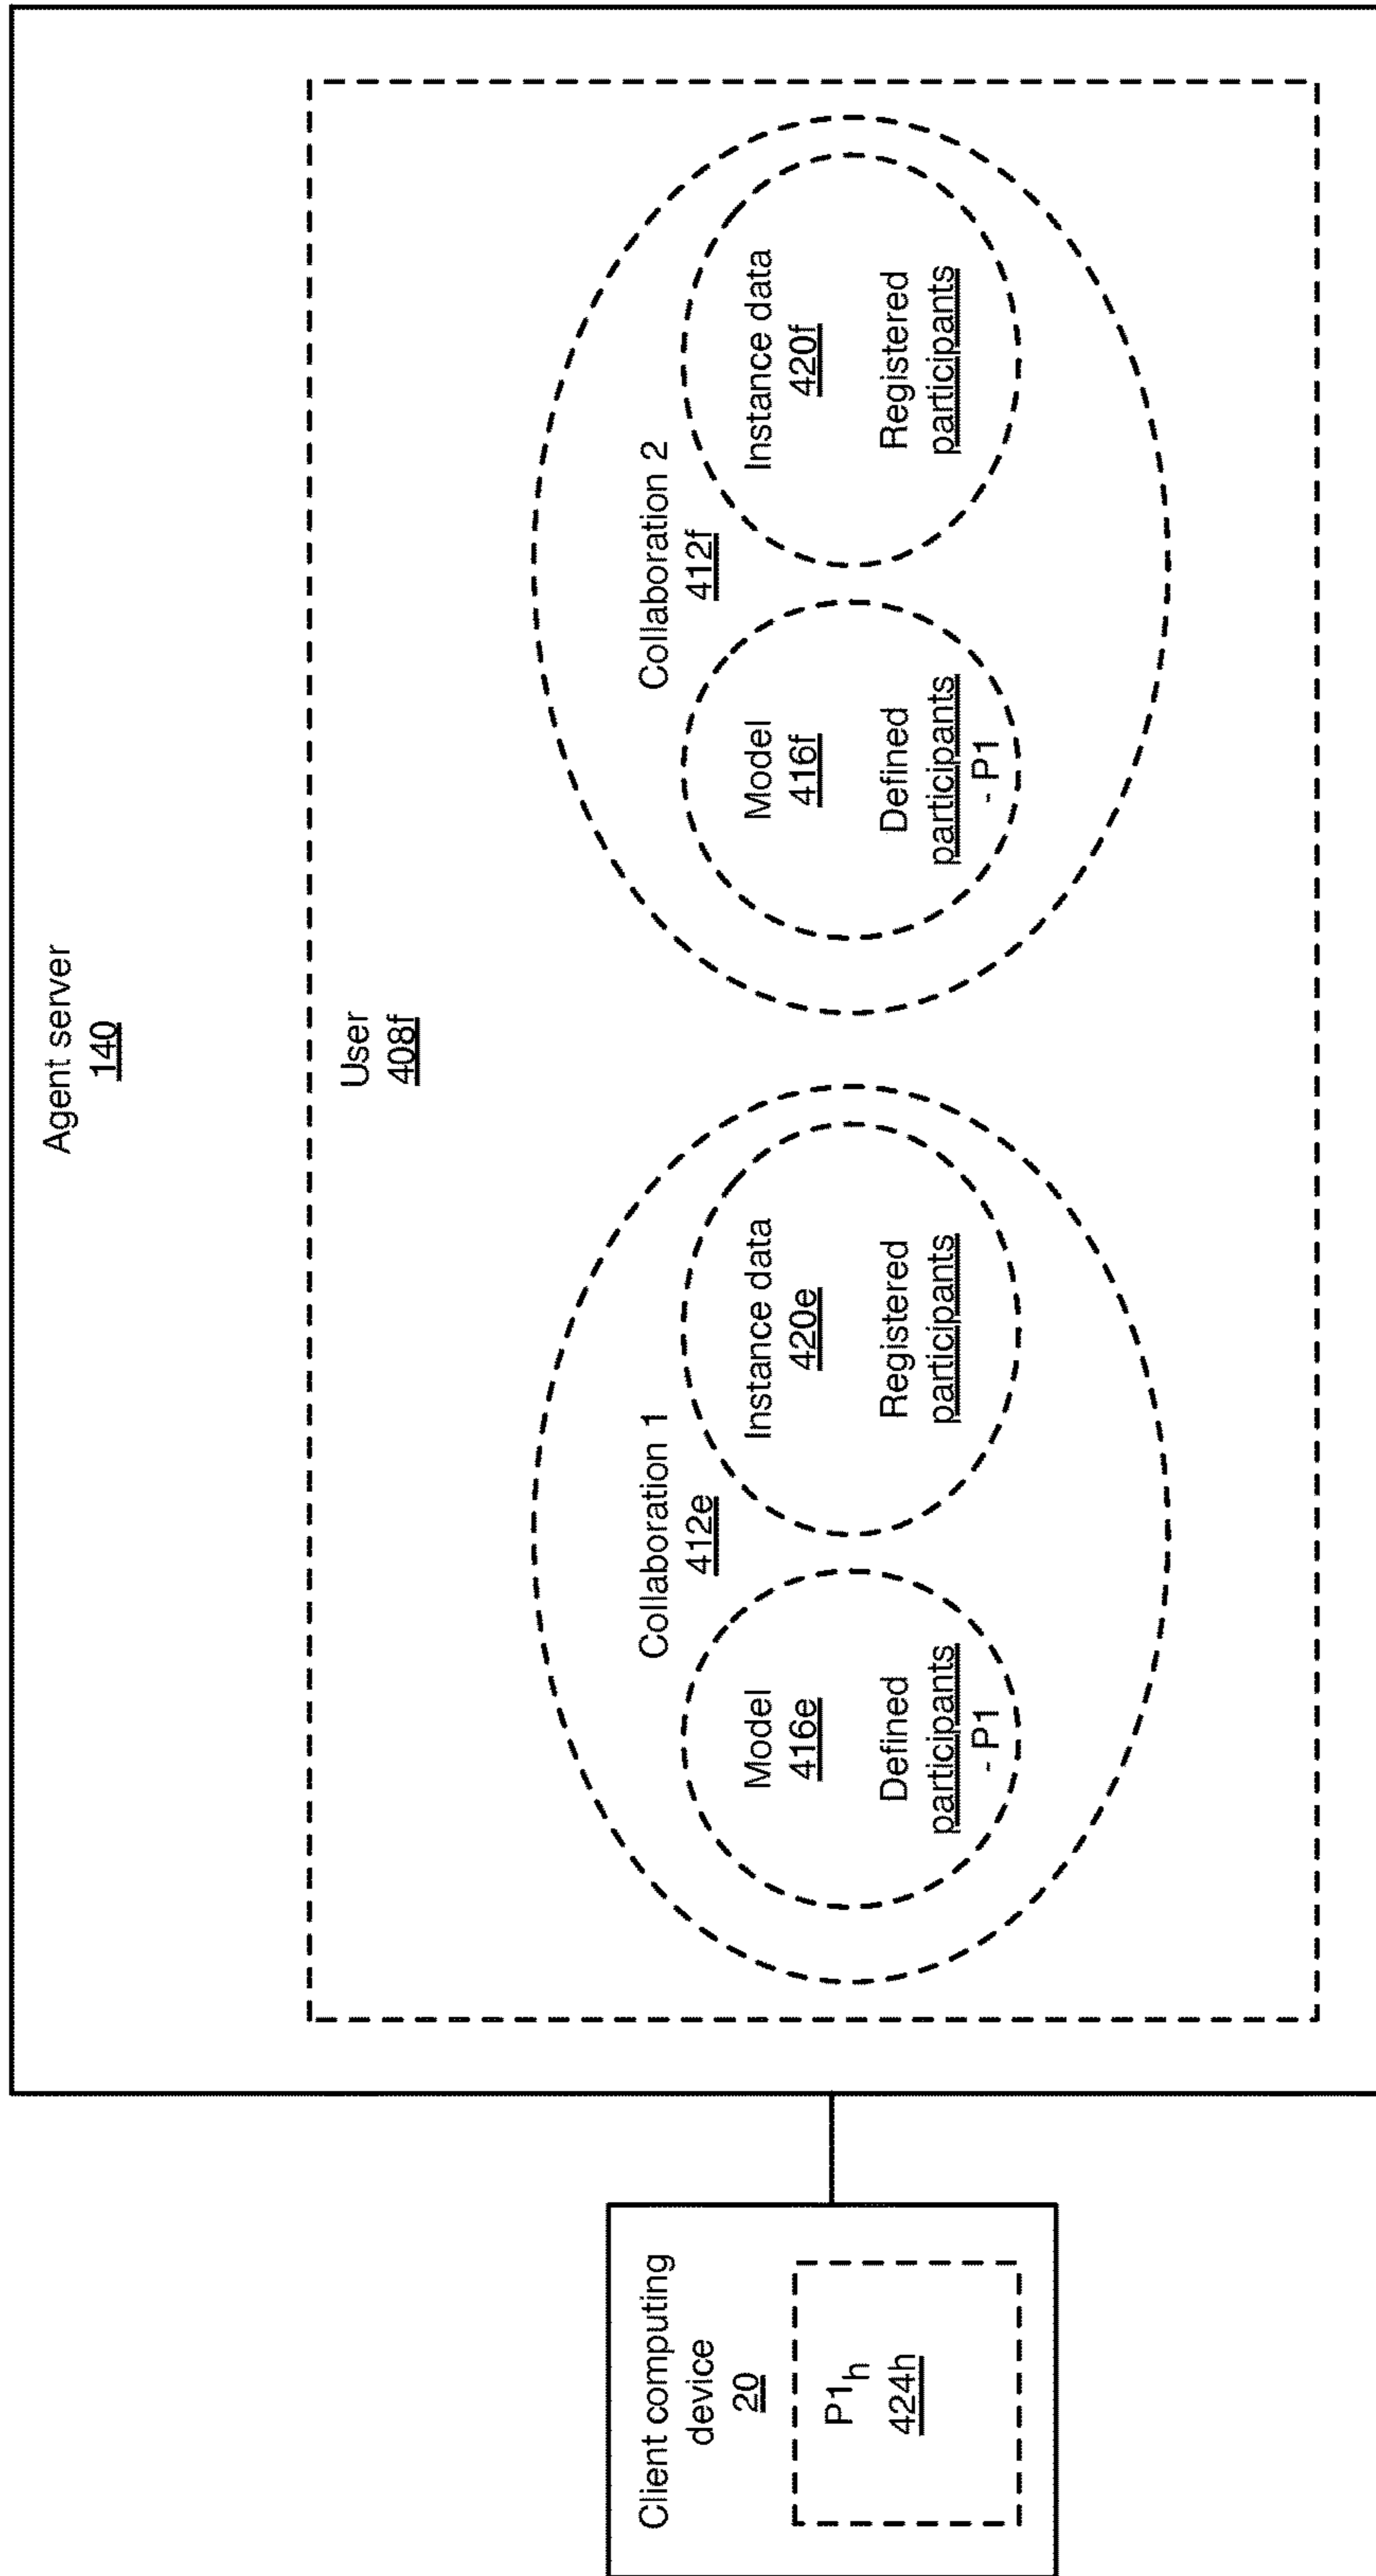 Agent server
140
User
408f
Client computing
device
20
P1h
424h
Collaboration 1
412e
Model
416e
Defined
participants
- P1
Instance data
420e
Registered
participants
Collaboration 2
412f
Model
416f
Defined
participants
- P1
Instance data
420f
Registered
participants